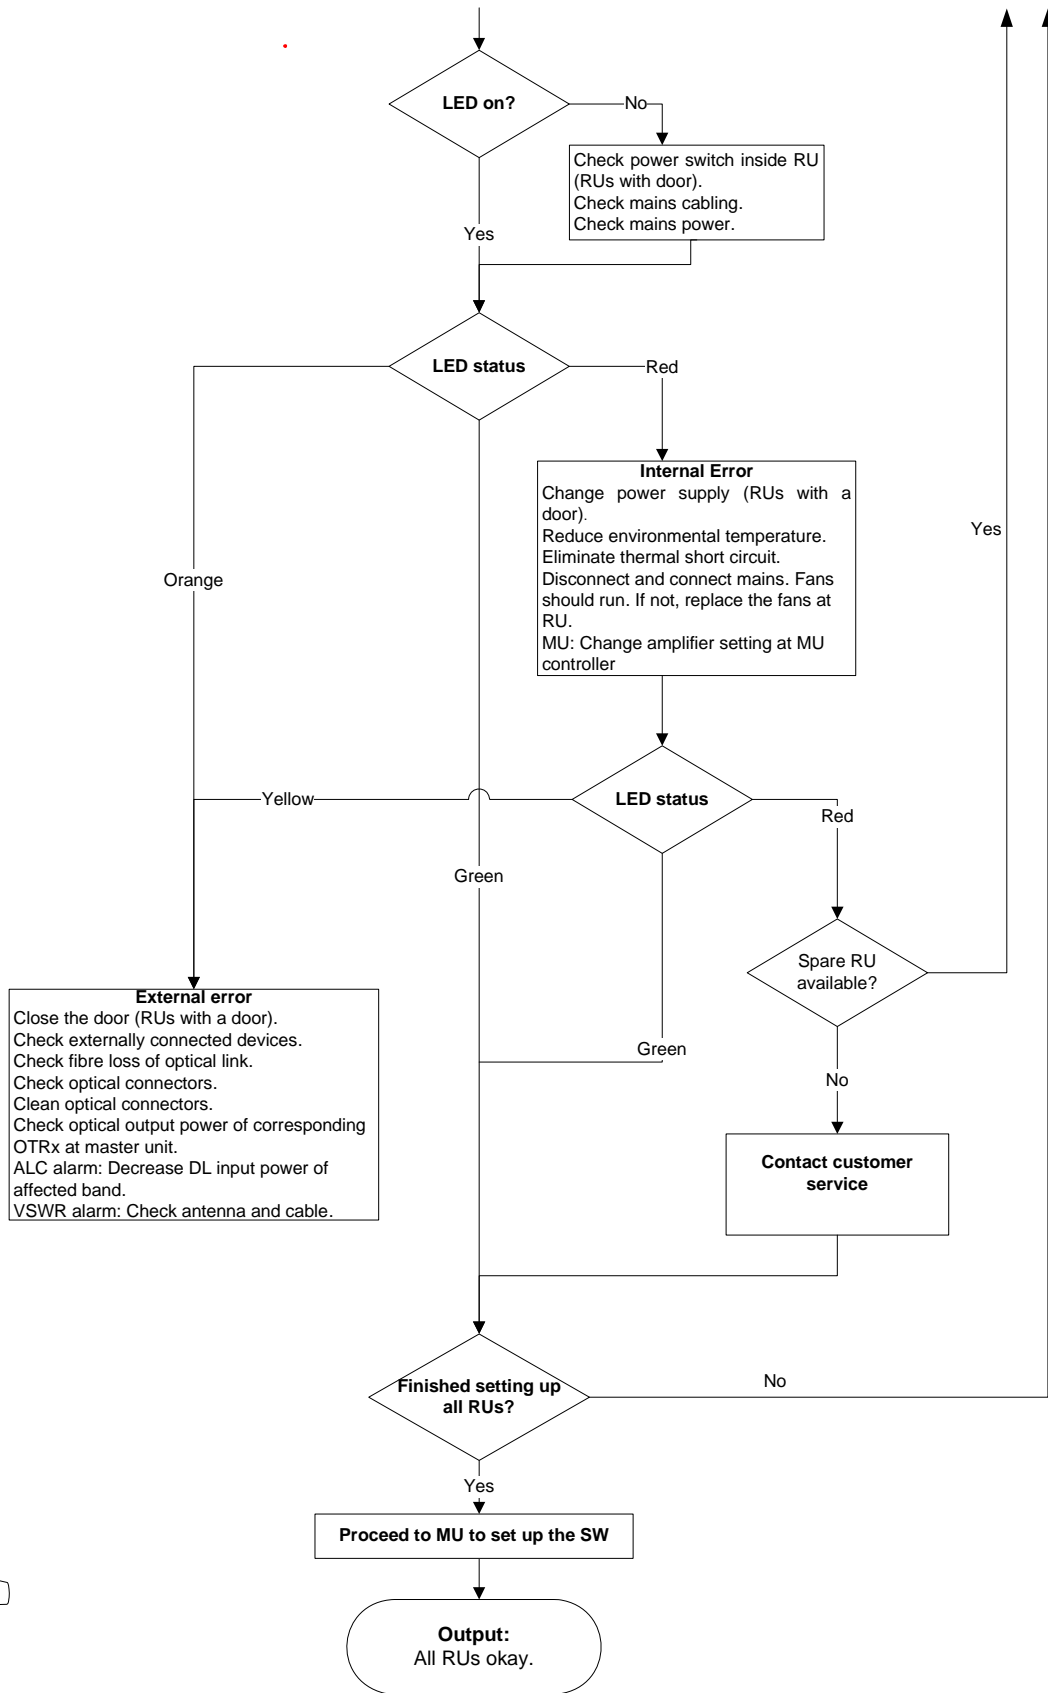 LED on?
No
Check power switch inside RU
(RUs with door).
Check mains cabling.
Check mains power.
Yes
LED status
Red
Internal Error
Change power supply (RUs with a
door).
Reduce environmental temperature.
Eliminate thermal short circuit.
Disconnect and connect mains. Fans
should run. If not, replace the fans at
RU.
MU: Change amplifier setting at MU
controller
Yes
Orange
LED status
Yellow
Red
Green
Spare RU
available?
External error
Close the door (RUs with a door).
Check externally connected devices.
Check fibre loss of optical link.
Check optical connectors.
Clean optical connectors.
Check optical output power of corresponding
OTRx at master unit.
ALC alarm: Decrease DL input power of
affected band.
VSWR alarm: Check antenna and cable.
Green
No
Contact customer
service
Finished setting up
all RUs?
No
Yes
Proceed to MU to set up the SW
Output:
All RUs okay.